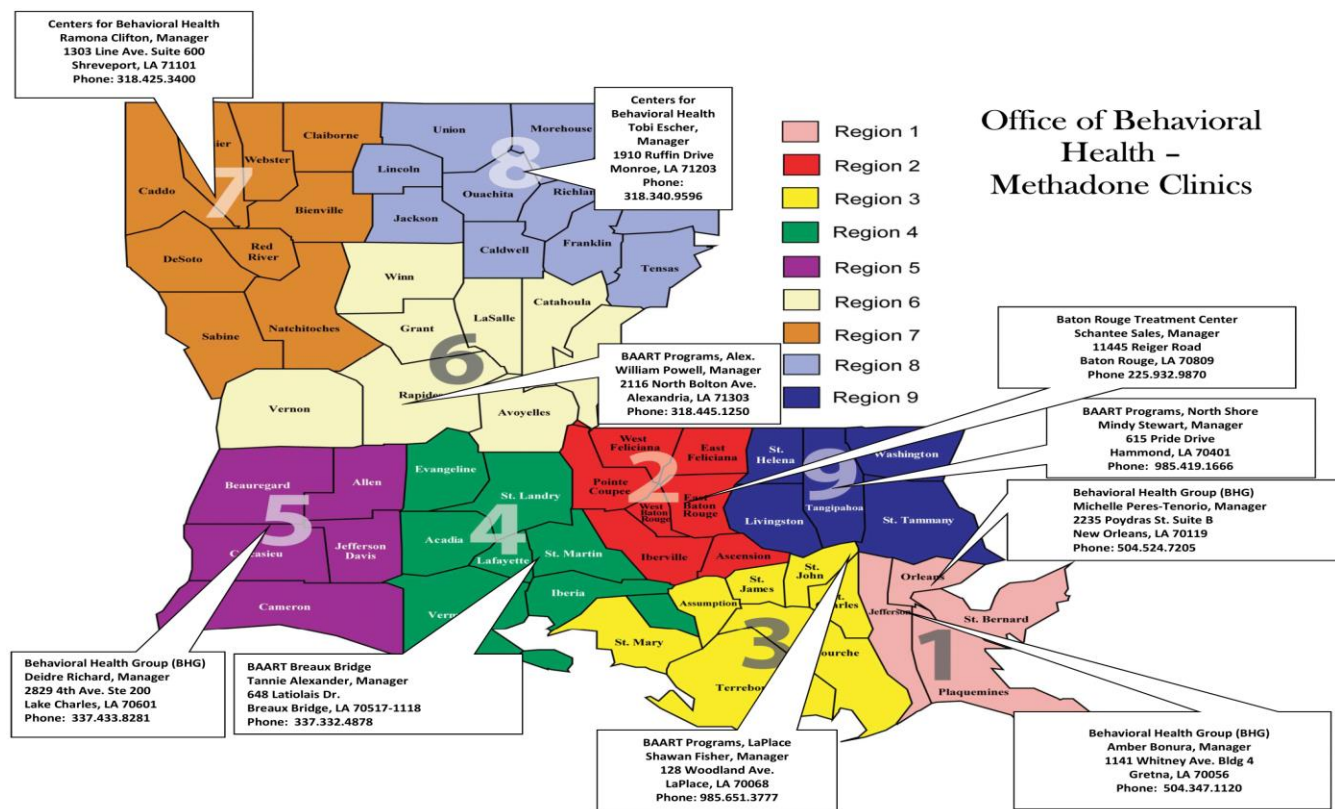 Centers for Behavioral Health
Ramona Clifton, Manager
1303 Line Ave. Suite 600
Shreveport, LA 71101
Phone: 318.425.3400
Centers for
Behavioral Health
Tobi Escher,
Manager
1910 Ruffin Drive
Monroe, LA 71203
Phone:
318.340.9596
Office of Behavioral
Health –
Methadone Clinics
Region 1
Region 2
Region 3
Region 4
Region 5
Region 6
Region 7
Region 8
Region 9
Claiborne
Webster
Caddo
7
Bienville
DeSoto
Red
River
Sabine
Natchitoches
Union
Morehouse
8
Lincoln
Ouachita
Jackson
Caldwell
Franklin
Tensas
Winn
Grant
LaSalle
Catahoula
6
Vernon
Avoyelles
BAART Programs, Alex.
William Powell, Manager
2116 North Bolton Ave.
Alexandria, LA 71303
Phone: 318.445.1250
Baton Rouge Treatment Center
Schantee Sales, Manager
11445 Reiger Road
Baton Rouge, LA 70809
Phone 225.932.9870
BAART Programs, North Shore
Mindy Stewart, Manager
615 Pride Drive
Hammond, LA 70401
Phone: 985.419.1666
Behavioral Health Group (BHG)
Michelle Peres-Tenorio, Manager
2235 Poydras St. Suite B
New Orleans, LA 70119
Phone: 504.524.7205
Beauregard
Allen
5
Jefferson
Davis
Cameron
Evangeline
St. Landry
4
Acadia
Lafayette
St. Martin
Iberia
West
Feliciana
East
Feliciana
2
Pointe
Coupee
West
Baton
Rouge
East
Baton
Rouge
Iberville
Ascension
St.
Helena
Washington
9
Tangipahoa
Livingston
St. Tammany
St.
James
St.
John
Assumption
St. Mary
3
Orleans
Jefferson
St. Bernard
1
Plaquemines
Behavioral Health Group (BHG)
Deidre Richard, Manager
2829 4th Ave. Ste 200
Lake Charles, LA 70601
Phone: 337.433.8281
BAART Breaux Bridge
Tannie Alexander, Manager
648 Latiolais Dr.
Breaux Bridge, LA 70517-1118
Phone: 337.332.4878
BAART Programs, LaPlace
Shawan Fisher, Manager
128 Woodland Ave.
LaPlace, LA 70068
Phone: 985.651.3777
Behavioral Health Group (BHG)
Amber Bonura, Manager
1141 Whitney Ave. Bldg 4
Gretna, LA 70056
Phone: 504.347.1120